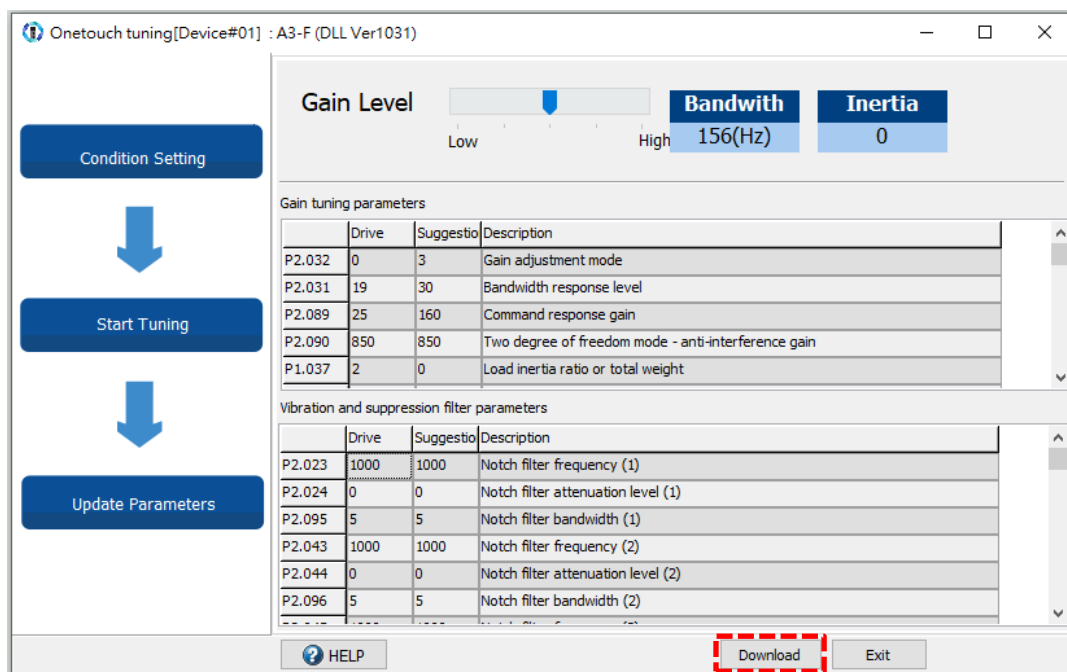 Onetouch tuning[Device#01] : A3-F (DLL Ver1031)
Condition Setting
Start Tuning
Update Parameters
Gain Level
Low High
Bandwith Inertia
156(Hz) 0
Gain tuning parameters
Drive Suggestio Description
P2.032 0 3 Gain adjustment mode
P2.031 19 30 Bandwidth response level
P2.089 25 160 Command response gain
P2.090 850 850 Two degree of freedom mode - anti-interference gain
P1.037 2 0 Load inertia ratio or total weight
Vibration and suppression filter parameters
Drive Suggestio Description
P2.023 1000 1000 Notch filter frequency (1)
P2.024 0 0 Notch filter attenuation level (1)
P2.095 5 5 Notch filter bandwidth (1)
P2.043 1000 1000 Notch filter frequency (2)
P2.044 0 0 Notch filter attenuation level (2)
P2.096 5 5 Notch filter bandwidth (2)
HELP Download Exit